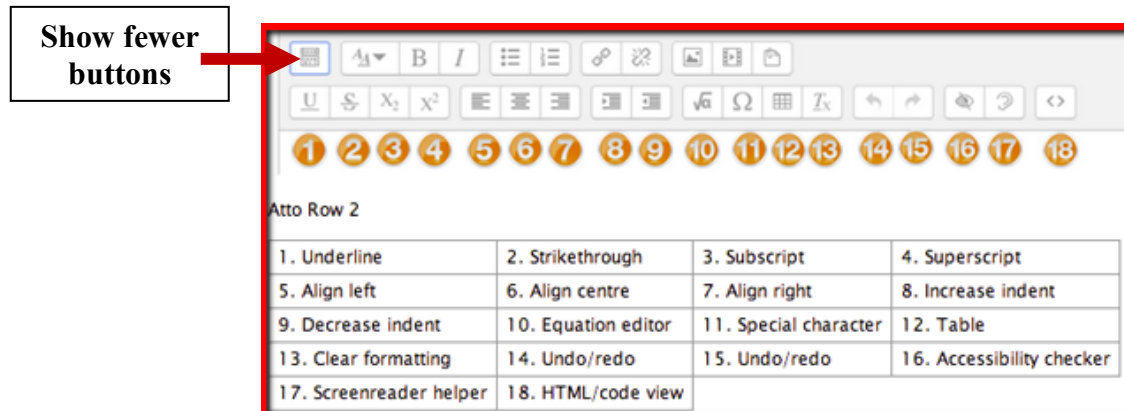 Show fewer
buttons
B I
U S X₂ X²
√α Ω Tx <>
1 2 3 4 5 6 7 8 9 10 11 12 13 14 15 16 17 18
Atto Row 2
1. Underline 2. Strikethrough 3. Subscript 4. Superscript
5. Align left 6. Align centre 7. Align right 8. Increase indent
9. Decrease indent 10. Equation editor 11. Special character 12. Table
13. Clear formatting 14. Undo/redo 15. Undo/redo 16. Accessibility checker
17. Screenreader helper 18. HTML/code view